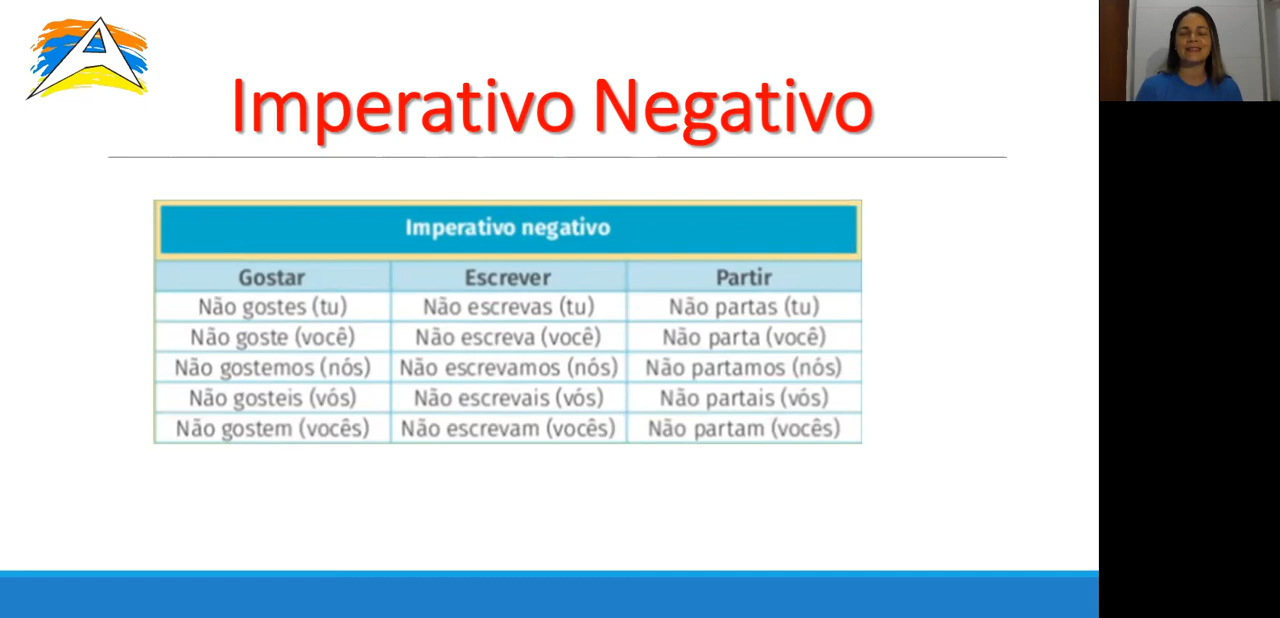 Imperativo Negativo
Imperativo negativo
Gostar Escrever Partir
Não gostes (tu) Não escrevas (tu) Não partas (tu)
Não goste (você) Não escreva (você) Não parta (você)
Não gostemos (nós) Não escrevamos (nós) Não partamos (nós)
Não gosteis (vós) Não escrevais (vós) Não partais (vós)
Não gostem (vocês) Não escrevam (vocês) Não partam (vocês)